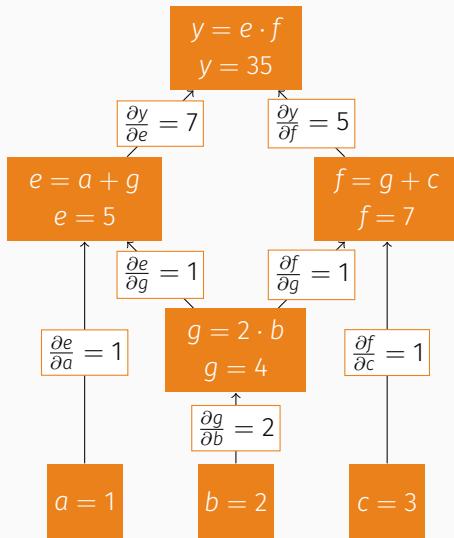 y = e · f
y = 35
∂y/∂e = 7
∂y/∂f = 5
e = a + g
e = 5
f = g + c
f = 7
∂e/∂g = 1
∂f/∂g = 1
g = 2 · b
g = 4
∂e/∂a = 1
∂f/∂c = 1
∂g/∂b = 2
a = 1
b = 2
c = 3